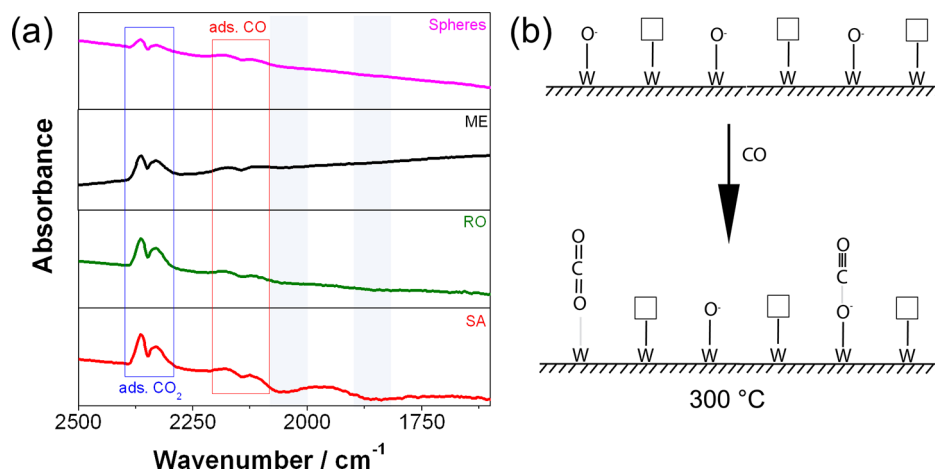 (a)
Spheres
ads. CO
ME
RO
SA
ads. CO₂
Absorbance
2500 2250 2000 1750
Wavenumber / cm⁻¹
(b)
O⁻ O⁻ O⁻
W W W W W W
CO
O O
C C
O O⁻ O⁻
W W W W W W
300 °C